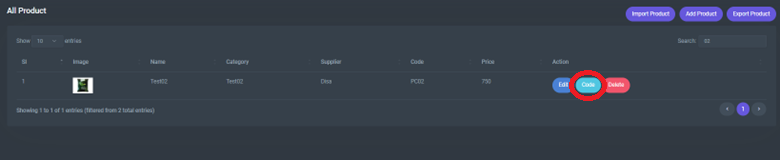 All Product
Import Product Add Product Export Product
Show 10 entries Search: 02
Sl Image Name Category Supplier Code Price Action
1 Test02 Test02 Diss PC02 750 Edit Code Delete
Showing 1 to 1 of 1 entries (filtered from 2 total entries)
1